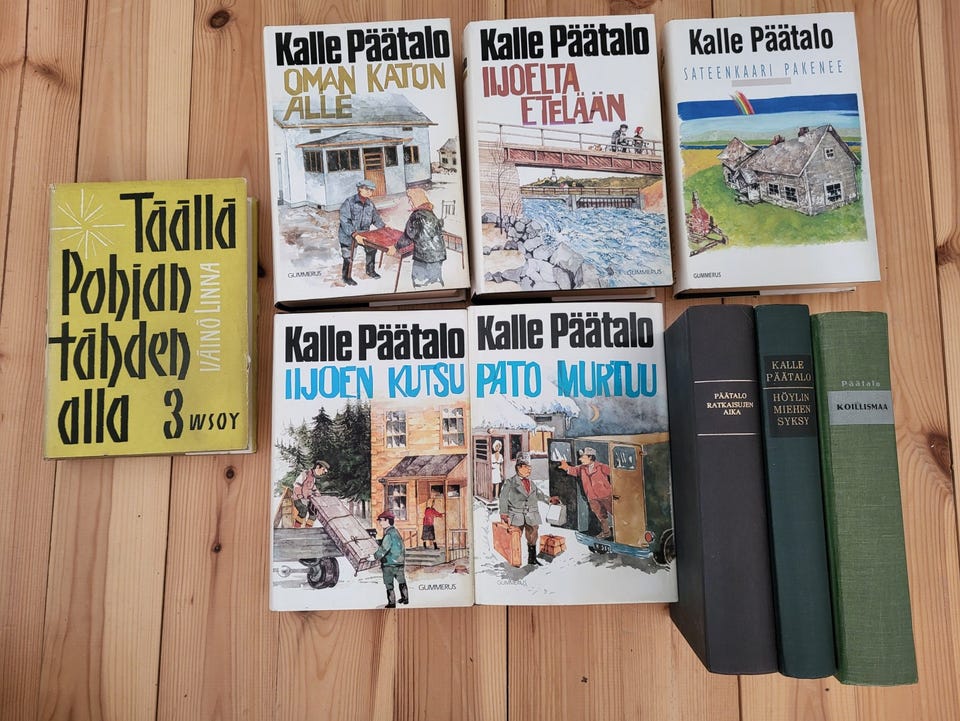 Täällä
Pohjan
tähden
alla 3
VÄINÖ LINNA
WSOY
Kalle Päätalo
OMAN KATON
ALLE
GUMMERUS
Kalle Päätalo
IIJOELTA
ETELÄÄN
GUMMERUS
Kalle Päätalo
SATEENKAARI PAKENEE
GUMMERUS
Kalle Päätalo
IIJOEN KUTSU
GUMMERUS
Kalle Päätalo
PATO MURTUU
GUMMERUS
PÄÄTALO
RATKAISUJEN
AIKA
KALLE
PÄÄTALO
HÖYLIN
MIEHEN
SYKSY
Päätalo
KOILLISMAA